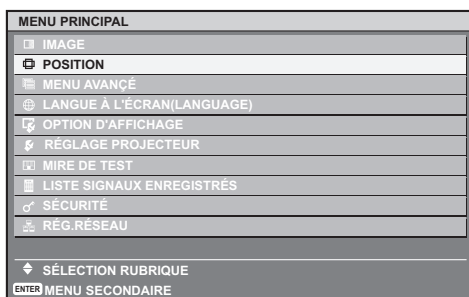 MENU PRINCIPAL
IMAGE
POSITION
MENU AVANÇÉ
LANGUE À L'ÉCRAN(LANGUAGE)
OPTION D'AFFICHAGE
RÉGLAGE PROJECTEUR
MIRE DE TEST
LISTE SIGNAUX ENREGISTRÉS
SÉCURITÉ
RÉG.RÉSEAU
SÉLECTION RUBRIQUE
ENTER MENU SECONDAIRE